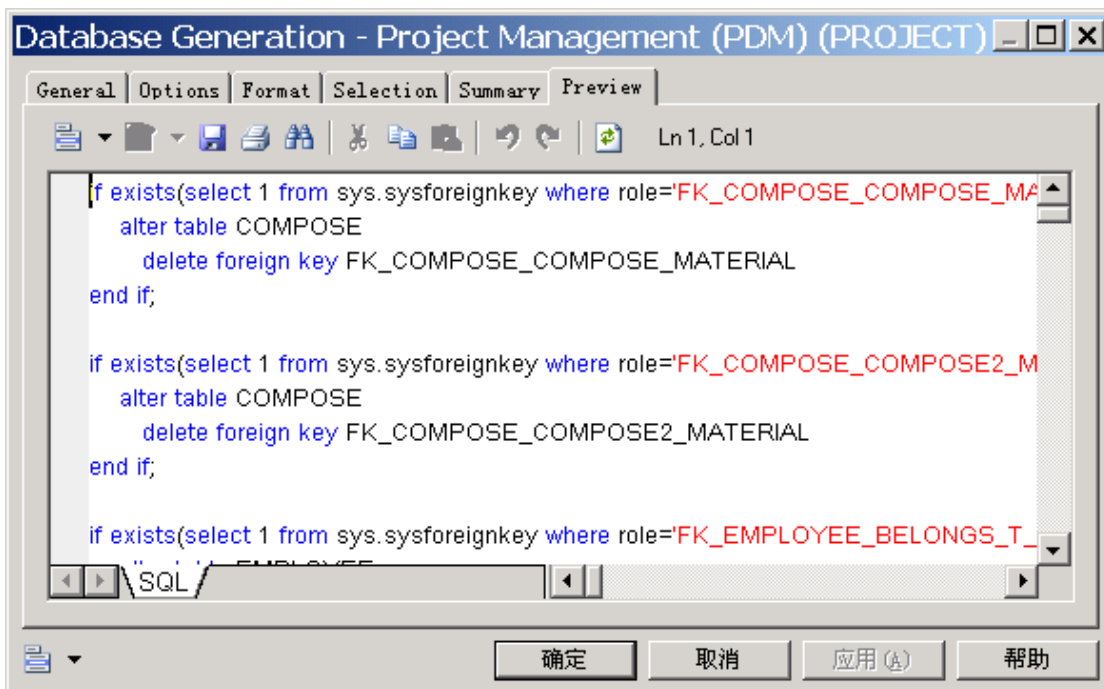 Database Generation - Project Management (PDM) (PROJECT)
General Options Format Selection Summary Preview
Ln 1, Col 1
if exists(select 1 from sys.sysforeignkey where role='FK_COMPOSE_COMPOSE_MA
alter table COMPOSE
delete foreign key FK_COMPOSE_COMPOSE_MATERIAL
end if;
if exists(select 1 from sys.sysforeignkey where role='FK_COMPOSE_COMPOSE2_M
alter table COMPOSE
delete foreign key FK_COMPOSE_COMPOSE2_MATERIAL
end if;
if exists(select 1 from sys.sysforeignkey where role='FK_EMPLOYEE_BELONGS_T_
SQL
确定 取消 应用(A) 帮助